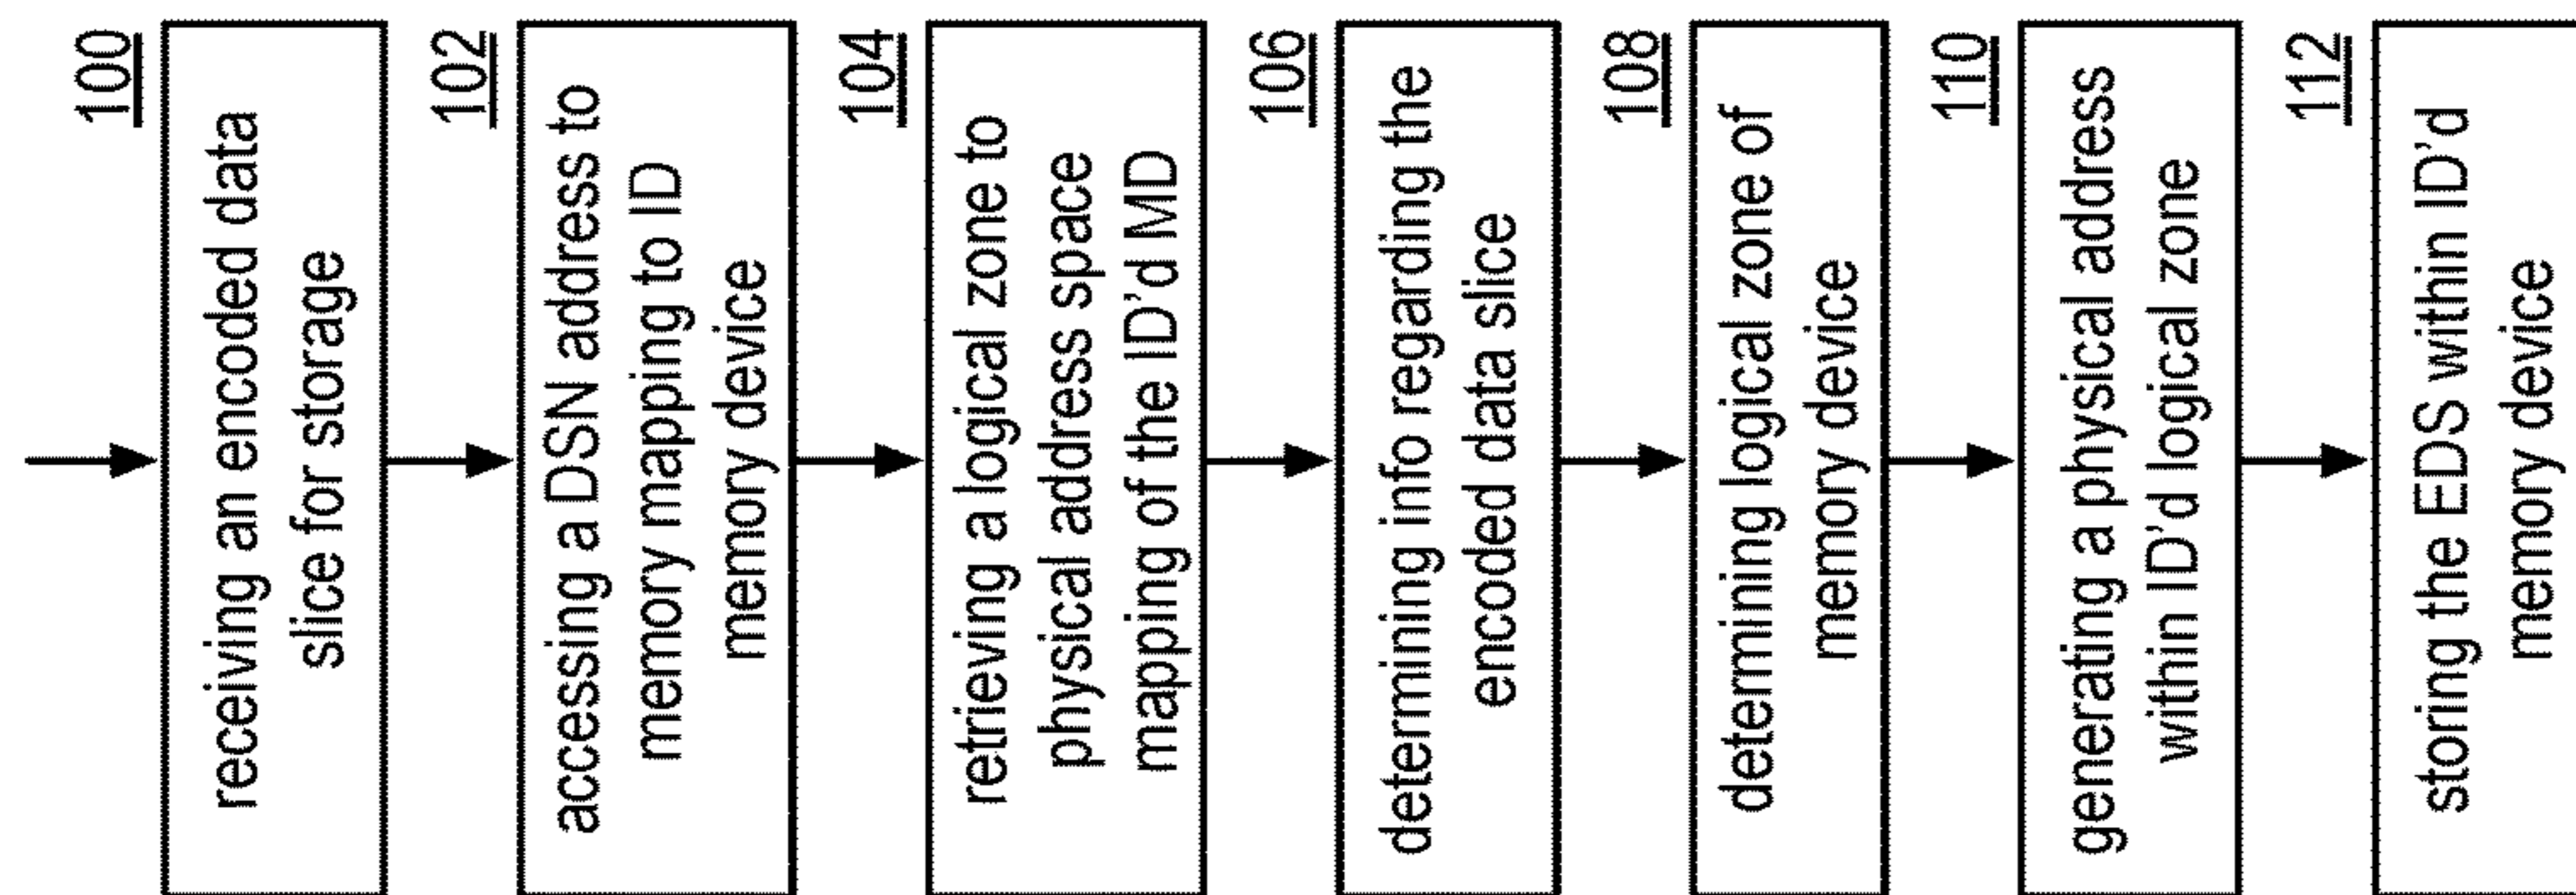 100
receiving an encoded data
slice for storage
102
accessing a DSN address to
memory mapping to ID
memory device
104
retrieving a logical zone to
physical address space
mapping of the ID'd MD
106
determining info regarding the
encoded data slice
108
determining logical zone of
memory device
110
generating a physical address
within ID'd logical zone
112
storing the EDS within ID'd
memory device